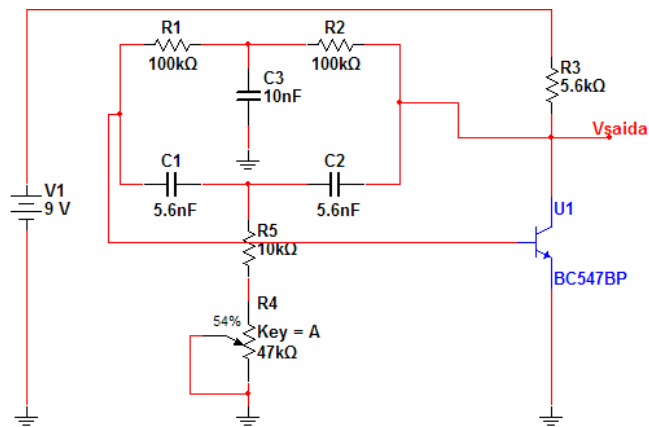 R1
100kΩ
R2
100kΩ
C3
10nF
R3
5.6kΩ
Vsaida
C1
5.6nF
C2
5.6nF
V1
9 V
U1
BC547BP
R5
10kΩ
R4
54%
Key = A
47kΩ